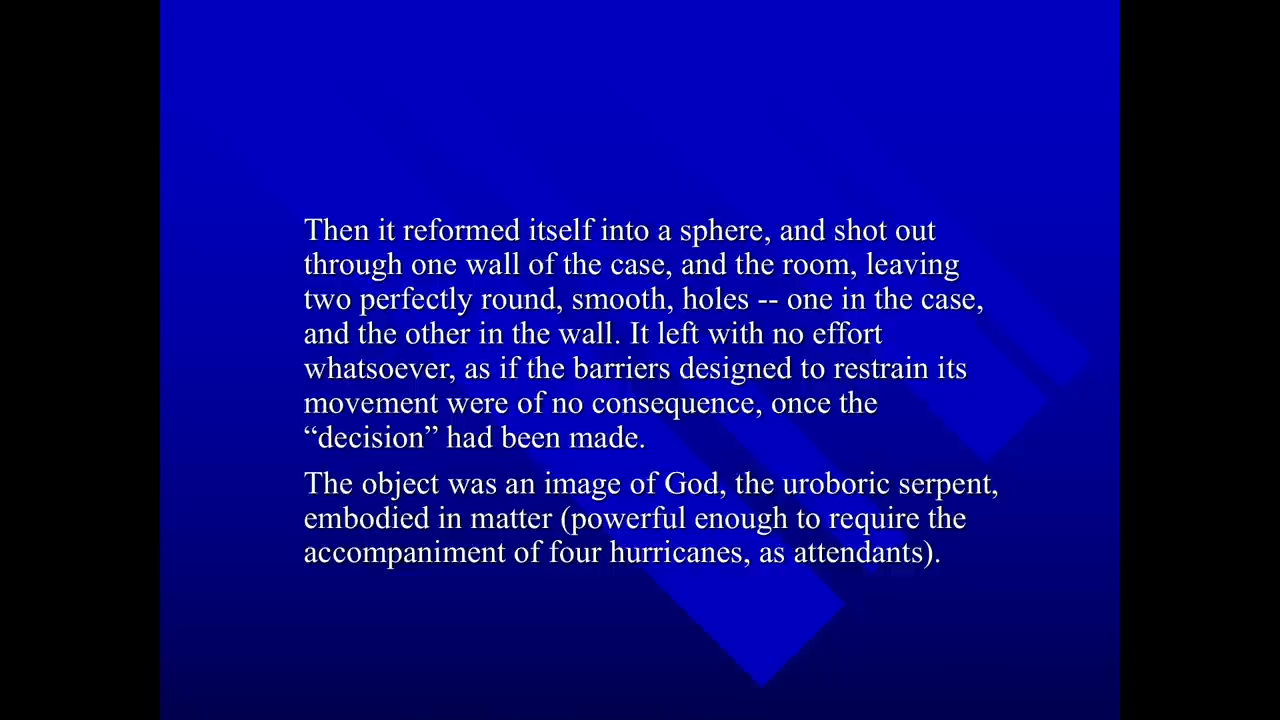 Then it reformed itself into a sphere, and shot out
through one wall of the case, and the room, leaving
two perfectly round, smooth, holes -- one in the case,
and the other in the wall. It left with no effort
whatsoever, as if the barriers designed to restrain its
movement were of no consequence, once the
“decision” had been made.
The object was an image of God, the uroboric serpent,
embodied in matter (powerful enough to require the
accompaniment of four hurricanes, as attendants).